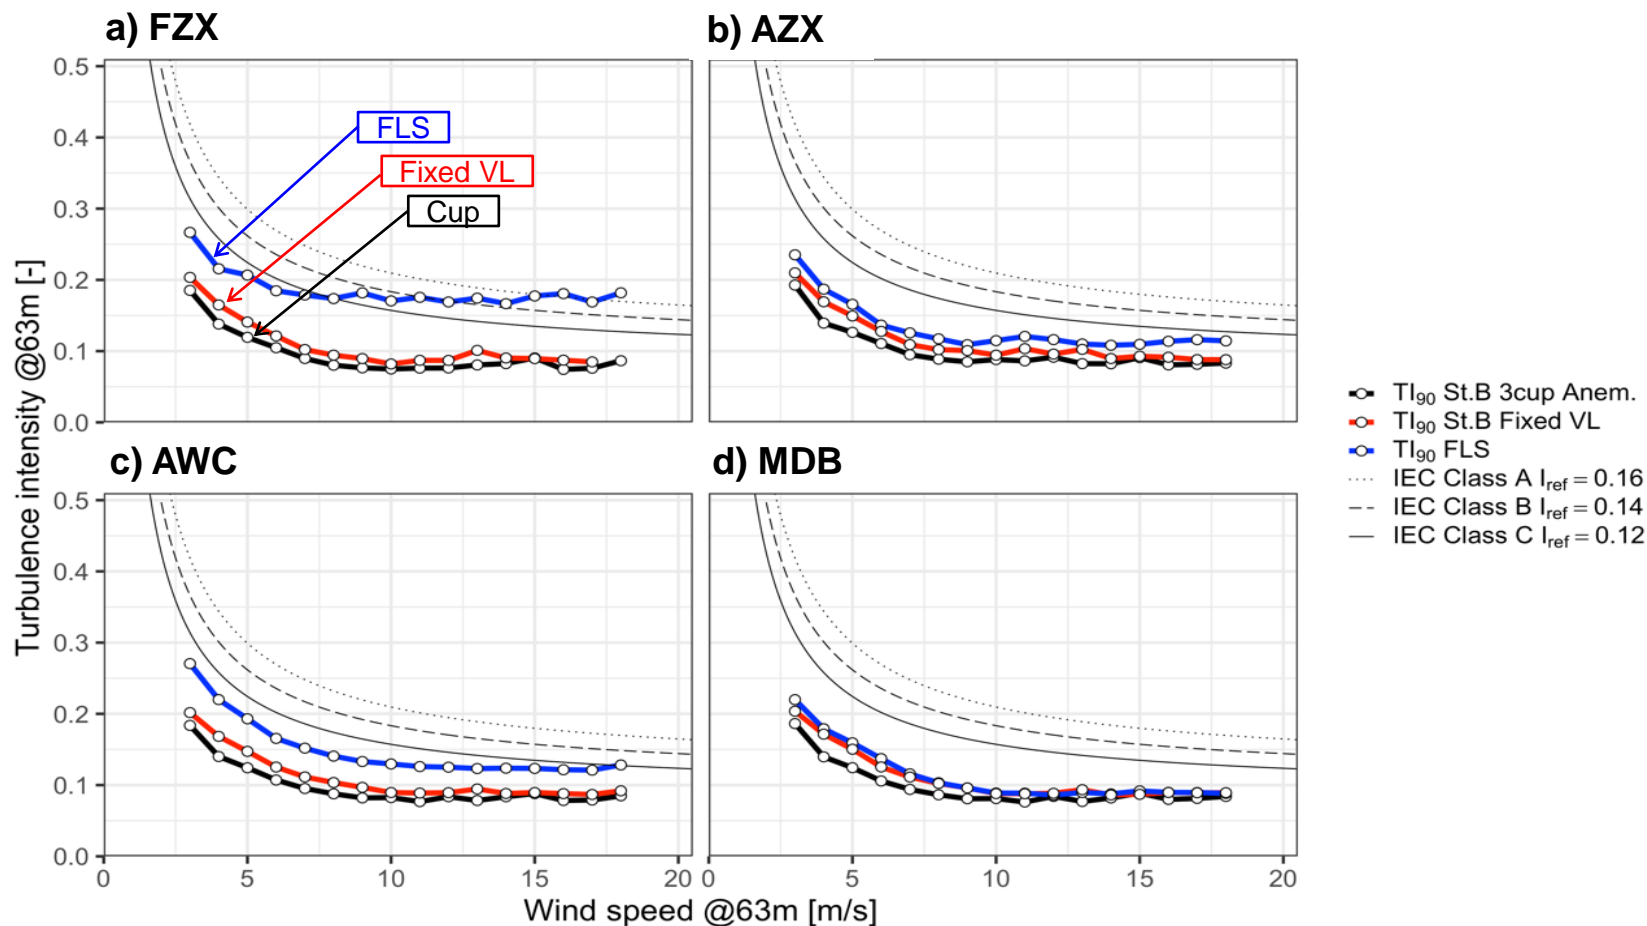 a) FZX
b) AZX
0.5
0.4
0.3
0.2
0.1
0.0
FLS
Fixed VL
Cup
Turbulence intensity @63m [-]
c) AWC
d) MDB
0.5
0.4
0.3
0.2
0.1
0.0
0 5 10 15 20
0 5 10 15 20
Wind speed @63m [m/s]
TI₉₀ St.B 3cup Anem.
TI₉₀ St.B Fixed VL
TI₉₀ FLS
IEC Class A I_ref = 0.16
IEC Class B I_ref = 0.14
IEC Class C I_ref = 0.12